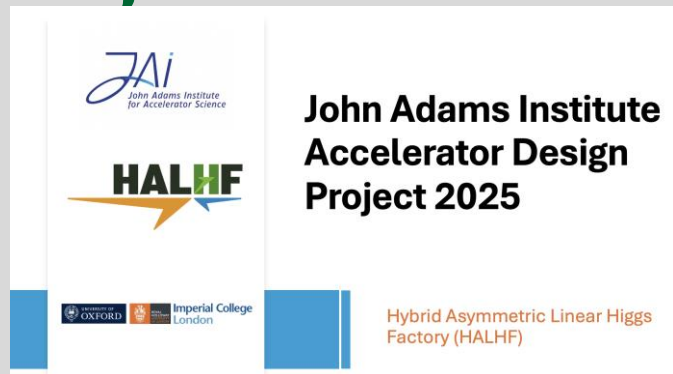 JAi
John Adams Institute
for Accelerator Science
HALHF
UNIVERSITY OF
OXFORD
Imperial College
London
John Adams Institute
Accelerator Design
Project 2025
Hybrid Asymmetric Linear Higgs
Factory (HALHF)